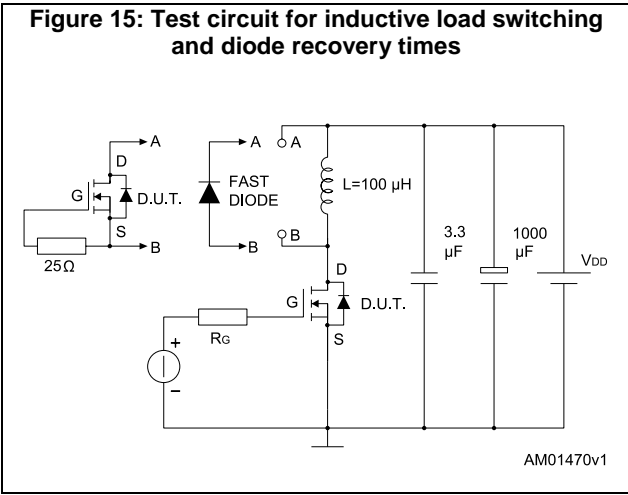 Figure 15: Test circuit for inductive load switching
and diode recovery times
A
A
A
D
G
D.U.T.
S
B
25Ω
FAST
DIODE
B
B
L=100 µH
3.3
µF
1000
µF
VDD
D
G
D.U.T.
S
RG
+
−
AM01470v1